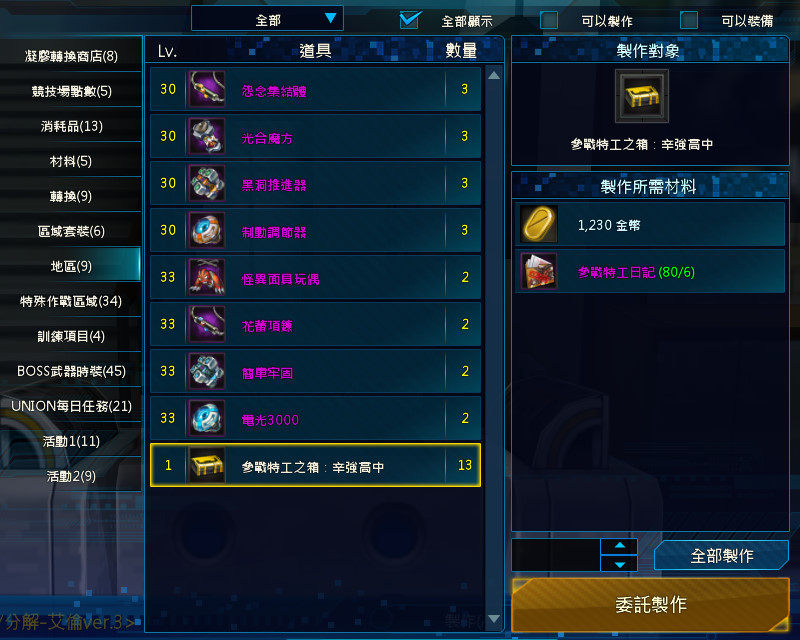 全部
全部顯示
可以製作
可以裝備
凝膠轉換商店(8)
競技場點數(5)
消耗品(13)
材料(5)
轉換(9)
區域套裝(6)
地區(9)
特殊作戰區域(34)
訓練項目(4)
BOSS武器時裝(45)
UNION每日任務(21)
活動1(11)
活動2(9)
Lv. 道具 數量
30 怨念集結體 3
30 光合魔方 3
30 黑洞推進器 3
30 制動調節器 3
33 怪異面具玩偶 2
33 花蕾項鍊 2
33 簡單牢固 2
33 電光3000 2
1 參戰特工之箱 : 辛強高中 13
製作對象
參戰特工之箱 : 辛強高中
製作所需材料
1,230 金幣
參戰特工日記 (80/6)
全部製作
委託製作
/分解-艾倫ver.3>
製作